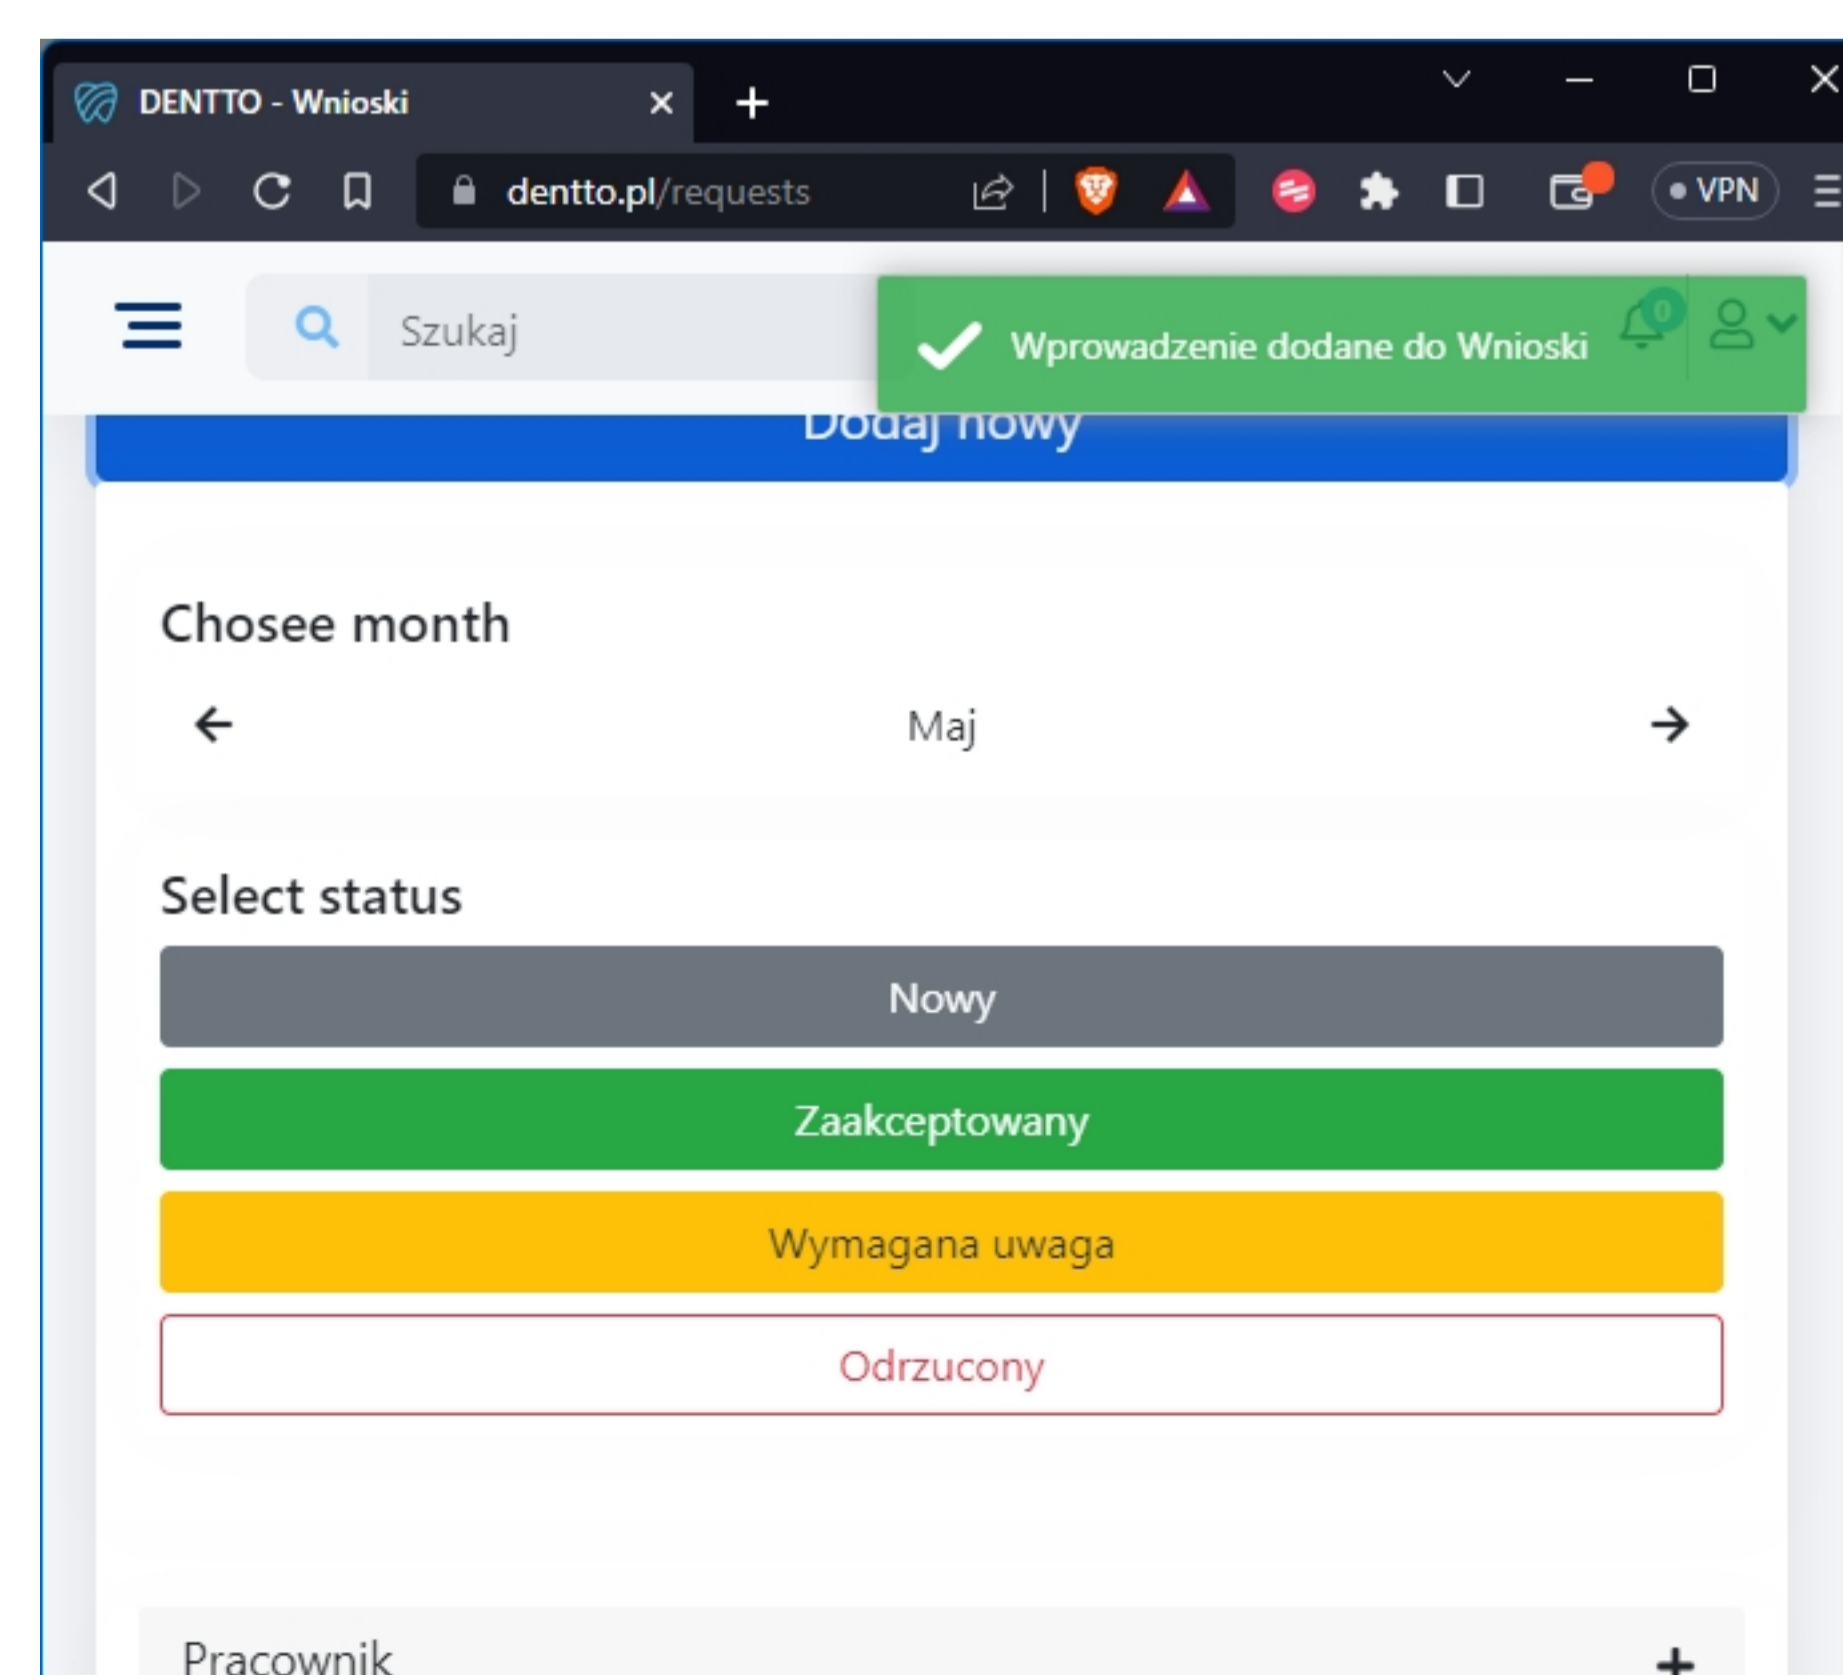 DENTTO - Wnioski
dentto.pl/requests
VPN
Szukaj
Wprowadzenie dodane do Wnioski
0
Dodaj nowy
Chosee month
Maj
Select status
Nowy
Zaakceptowany
Wymagana uwaga
Odrzucony
Pracownik